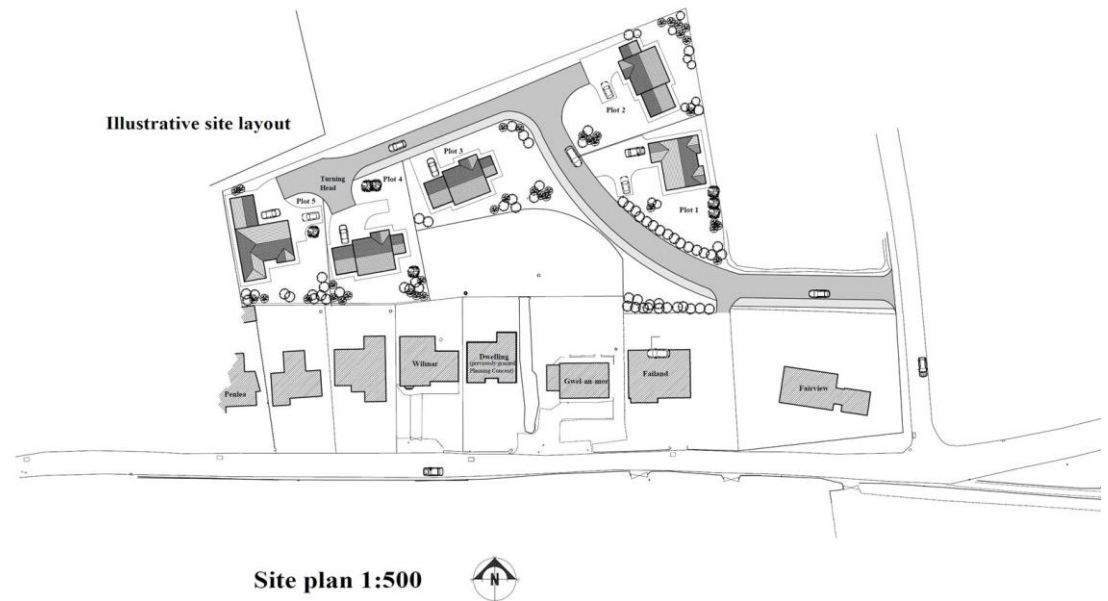 Illustrative site layout
Plot 2
Plot 3
Turning
Head
Plot 4
Plot 5
Plot 1
Penlea
Wilmar
Dwelling
(previously granted
Planning Consent)
Gwel-an-mor
Failand
Fairview
Site plan 1:500
N